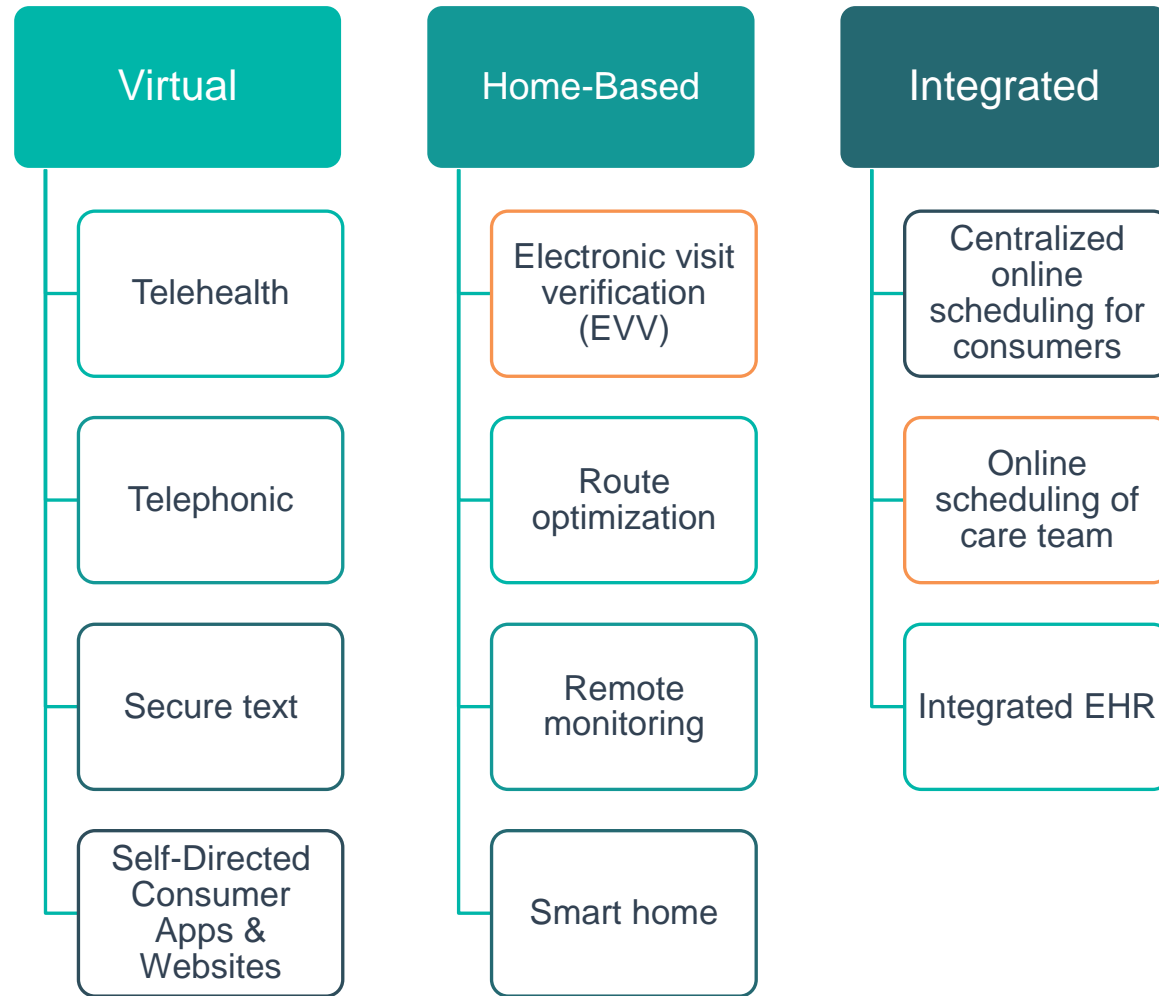 Virtual
Telehealth
Telephonic
Secure text
Self-Directed
Consumer
Apps &
Websites
Home-Based
Electronic visit
verification
(EVV)
Route
optimization
Remote
monitoring
Smart home
Integrated
Centralized
online
scheduling for
consumers
Online
scheduling of
care team
Integrated EHR